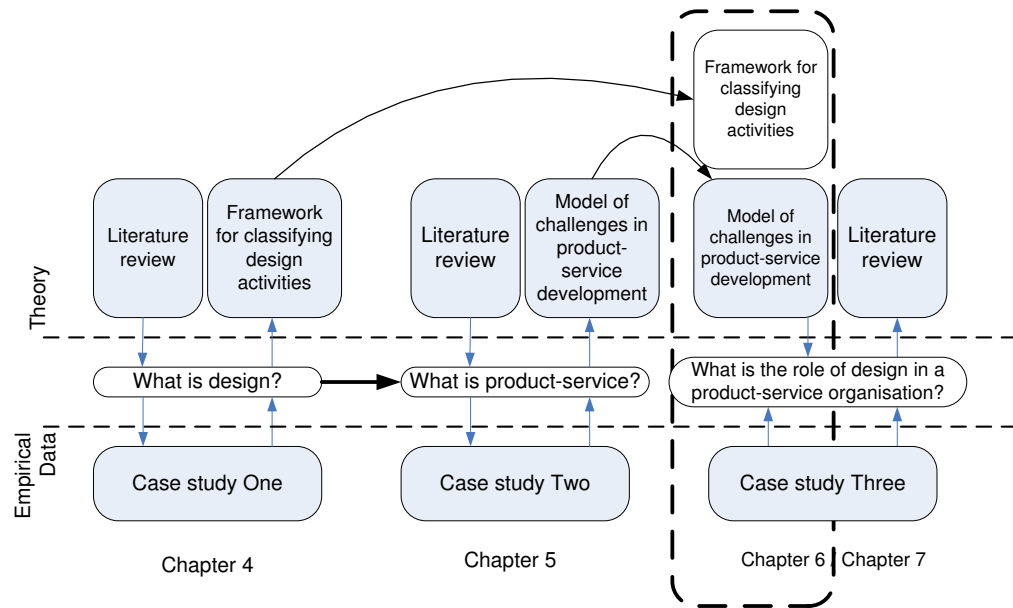 Framework for
classifying
design
activities
Literature
review
Framework
for classifying
design
activities
Literature
review
Model of
challenges in
product-
service
development
Model of
challenges in
product-service
development
Literature
review
Theory
What is design?
What is product-service?
What is the role of design in a
product-service organisation?
Empirical
Data
Case study One
Case study Two
Case study Three
Chapter 4
Chapter 5
Chapter 6 / Chapter 7